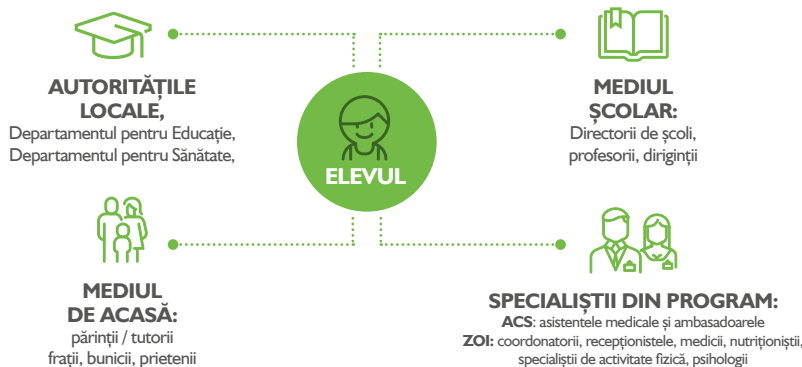 AUTORITĂȚILE
LOCALE,
Departamentul pentru Educație,
Departamentul pentru Sănătate,
ELEVUL
MEDIUL
ȘCOLAR:
Directorii de școli,
profesorii, diriginții
MEDIUL
DE ACASĂ:
părinții / tutorii
frații, bunicii, prietenii
SPECIALIȘTII DIN PROGRAM:
ACS: asistentele medicale și ambasadoarele
ZOI: coordonatorii, recepționistele, medicii, nutriționiștii,
specialiștii de activitate fizică, psihologii